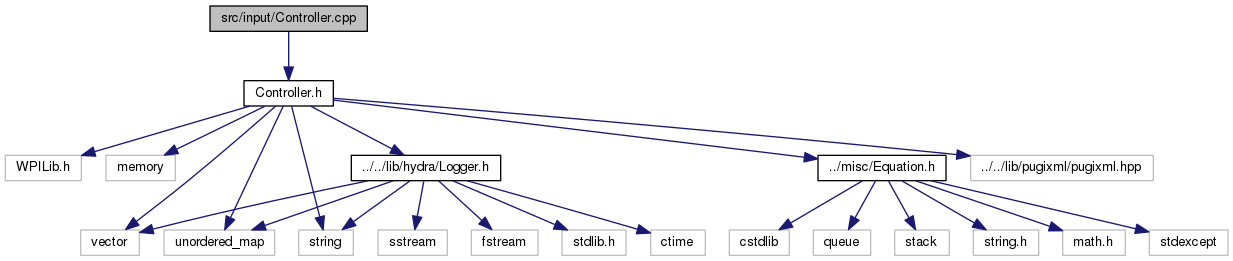 src/input/Controller.cpp
Controller.h
WPILib.h
memory
../../lib/hydra/Logger.h
../misc/Equation.h
../../lib/pugixml/pugixml.hpp
vector
unordered_map
string
sstream
fstream
stdlib.h
ctime
cstdlib
queue
stack
string.h
math.h
stdexcept